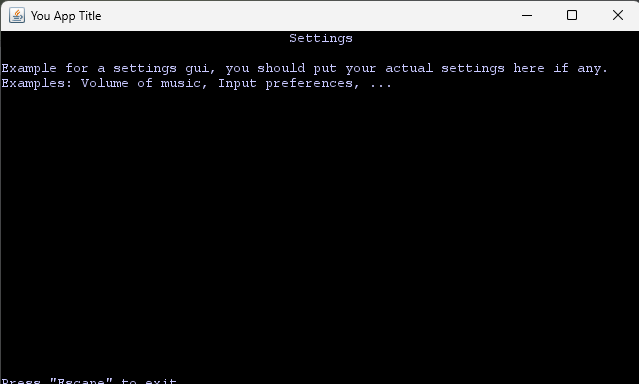 You App Title
Settings
Example for a settings gui, you should put your actual settings here if any.
Examples: Volume of music, Input preferences, ...
Press "Escape" to exit